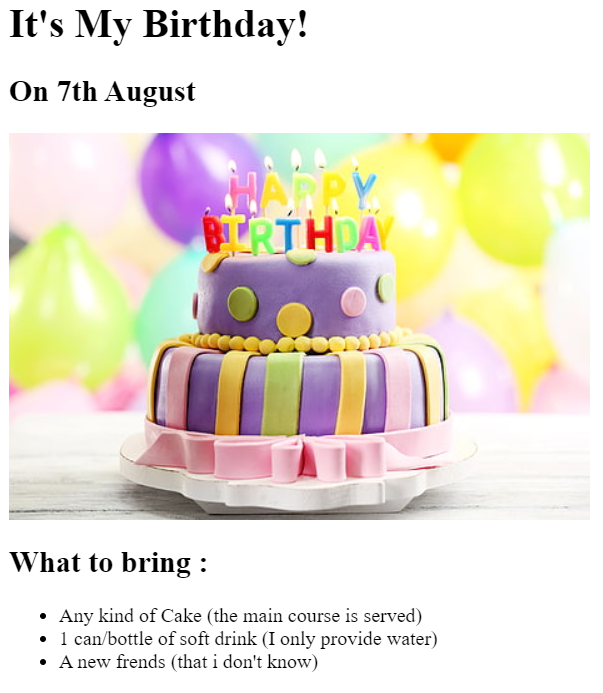 It's My Birthday!
On 7th August
HAPPY
BIRTHDAY
What to bring :
Any kind of Cake (the main course is served)
1 can/bottle of soft drink (I only provide water)
A new frends (that i don't know)